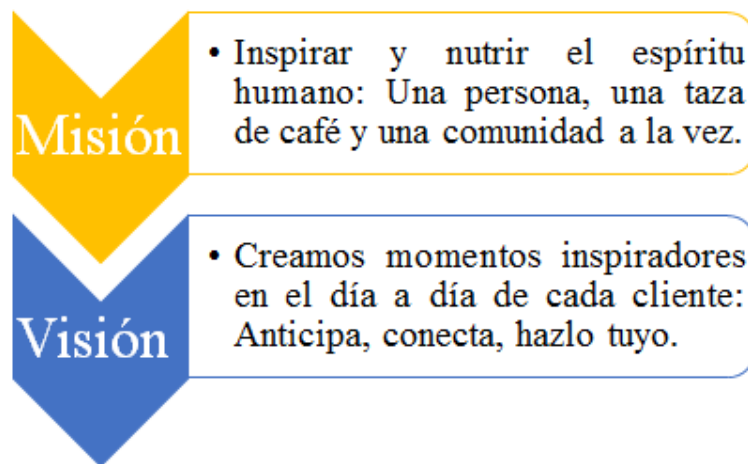 Misión
• Inspirar y nutrir el espíritu
humano: Una persona, una taza
de café y una comunidad a la vez.
Visión
• Creamos momentos inspiradores
en el día a día de cada cliente:
Anticipa, conecta, hazlo tuyo.